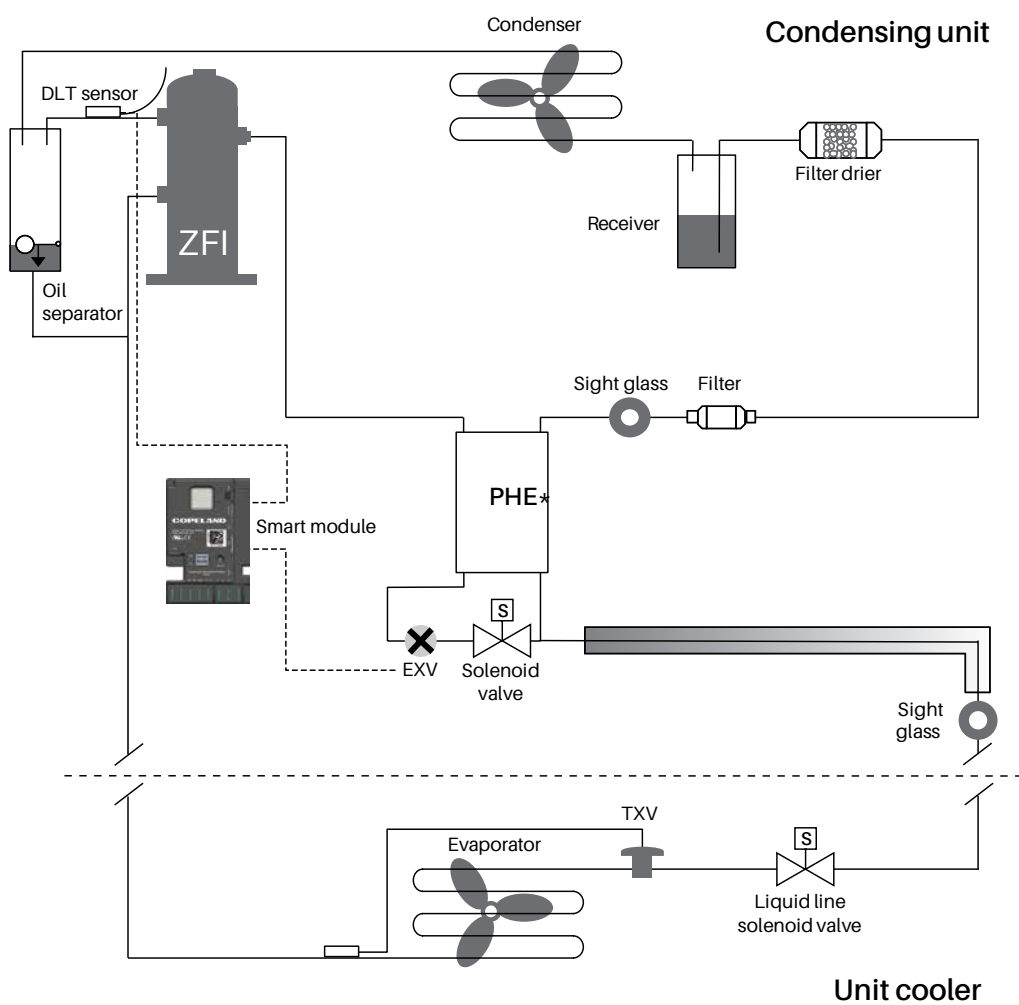 Condenser
Condensing unit
DLT sensor
Filter drier
Receiver
ZFI
Oil
separator
Sight glass
Filter
PHE*
COPELAND
Smart module
S
EXV
Solenoid
valve
Sight
glass
TXV
Evaporator
S
Liquid line
solenoid valve
Unit cooler